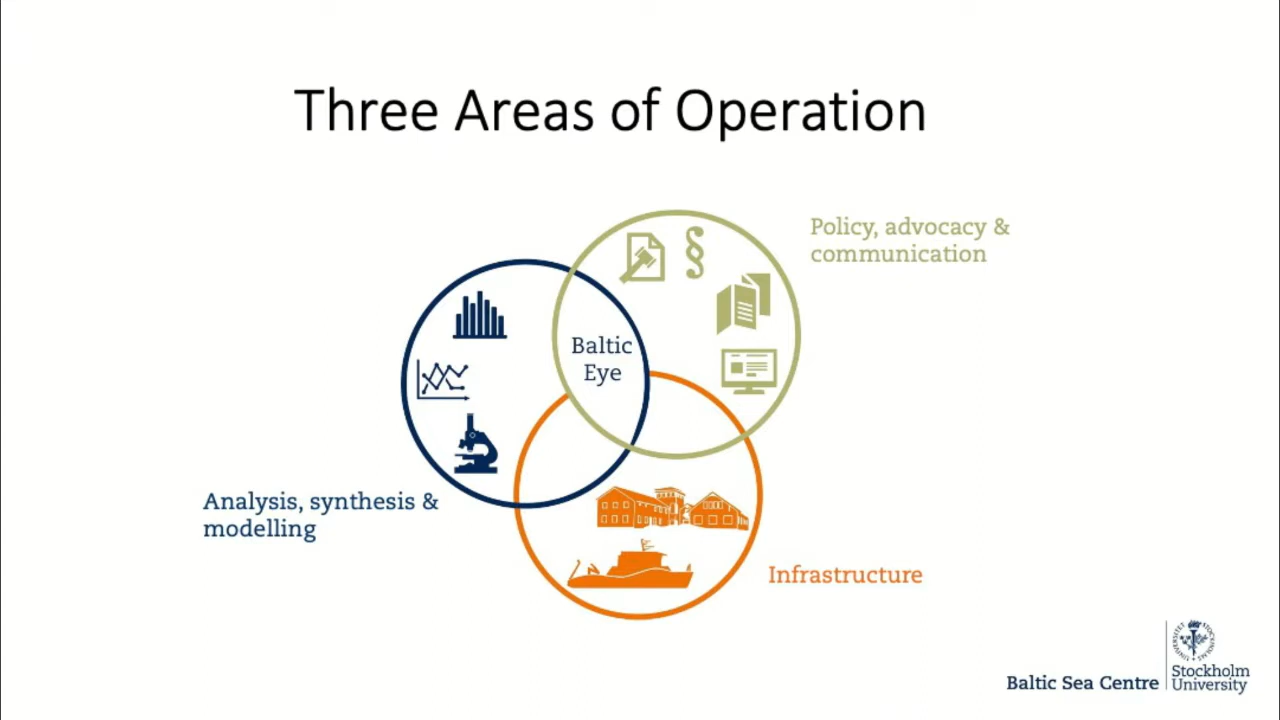 Three Areas of Operation
Policy, advocacy &
communication
§
Baltic
Eye
Analysis, synthesis &
modelling
Infrastructure
Baltic Sea Centre
Stockholm
University